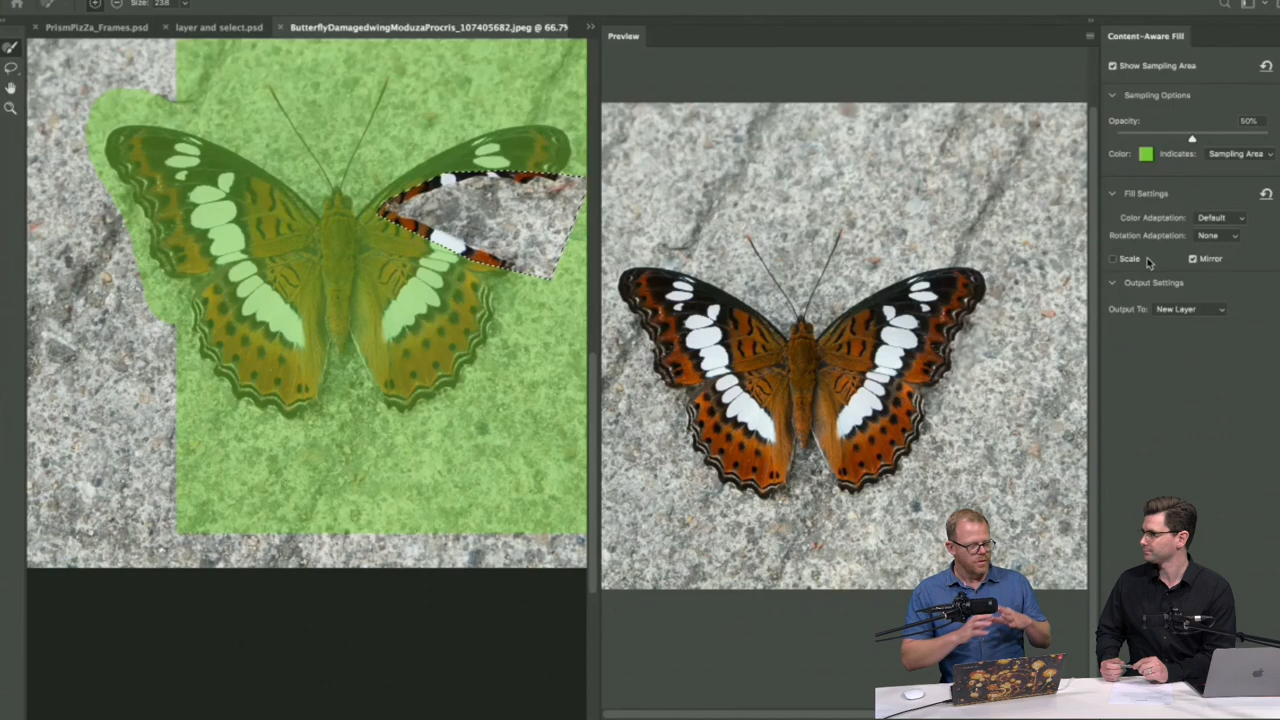 Size: 238
PrismPizZa_Frames.psd
layer and select.psd
ButterflyDamagedwingModuzaProcris_107405682.jpeg @ 66.7%
Preview
Content-Aware Fill
Show Sampling Area
Sampling Options
Opacity: 50%
Color: Indicates: Sampling Area
Fill Settings
Color Adaptation: Default
Rotation Adaptation: None
Scale Mirror
Output Settings
Output To: New Layer